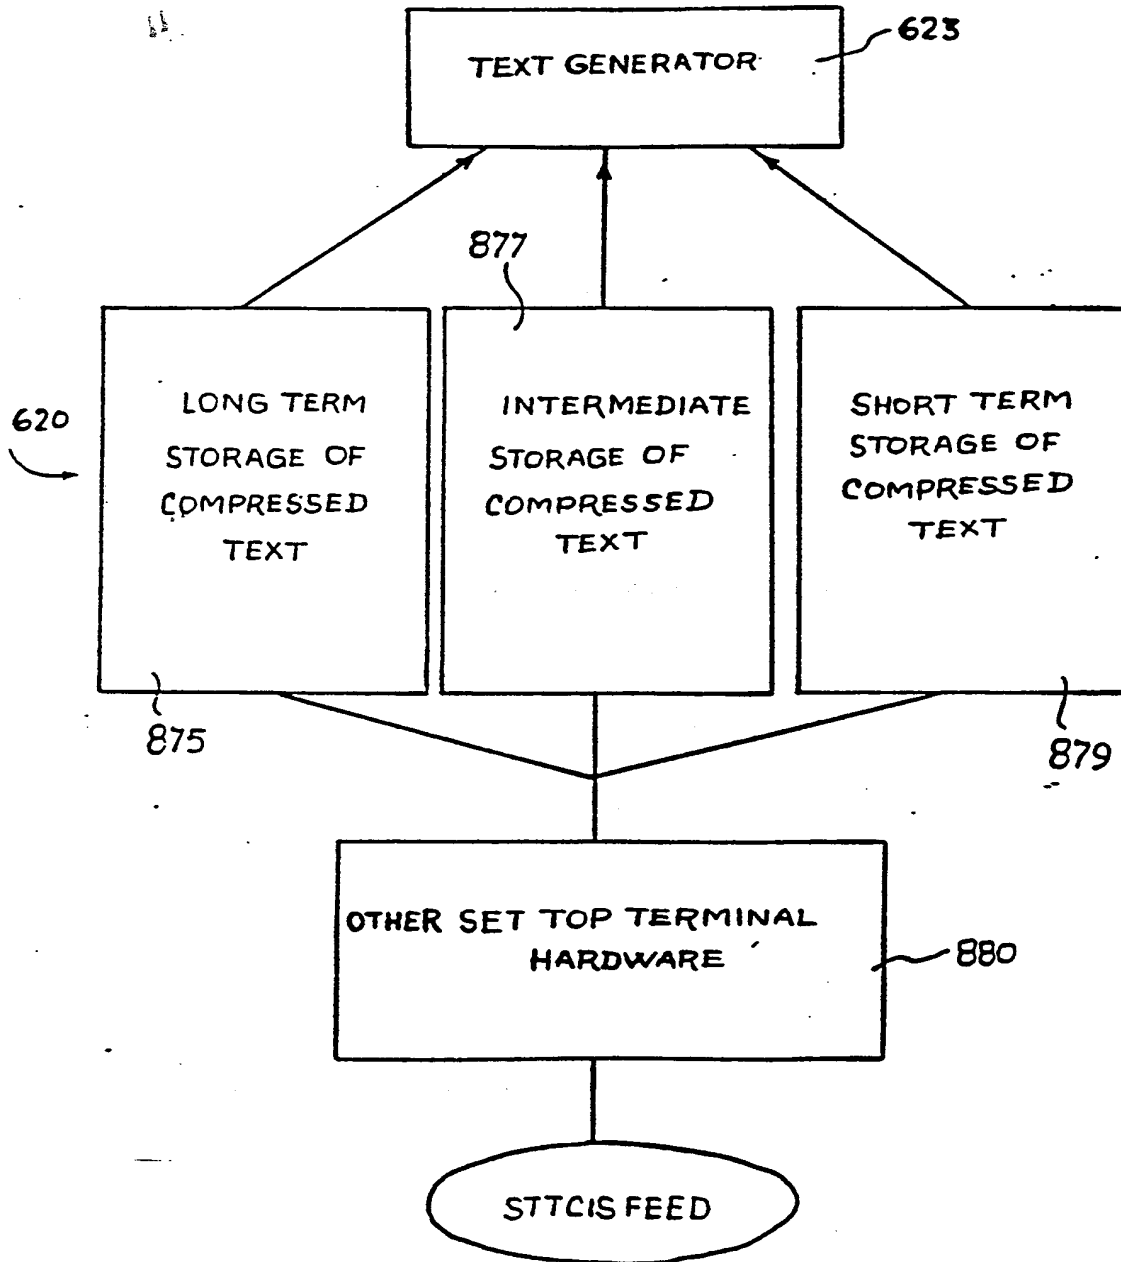 623
TEXT GENERATOR
877
620
LONG TERM
STORAGE OF
COMPRESSED
TEXT
INTERMEDIATE
STORAGE OF
COMPRESSED
TEXT
SHORT TERM
STORAGE OF
COMPRESSED
TEXT
875
879
OTHER SET TOP TERMINAL
HARDWARE
880
STTCIS FEED